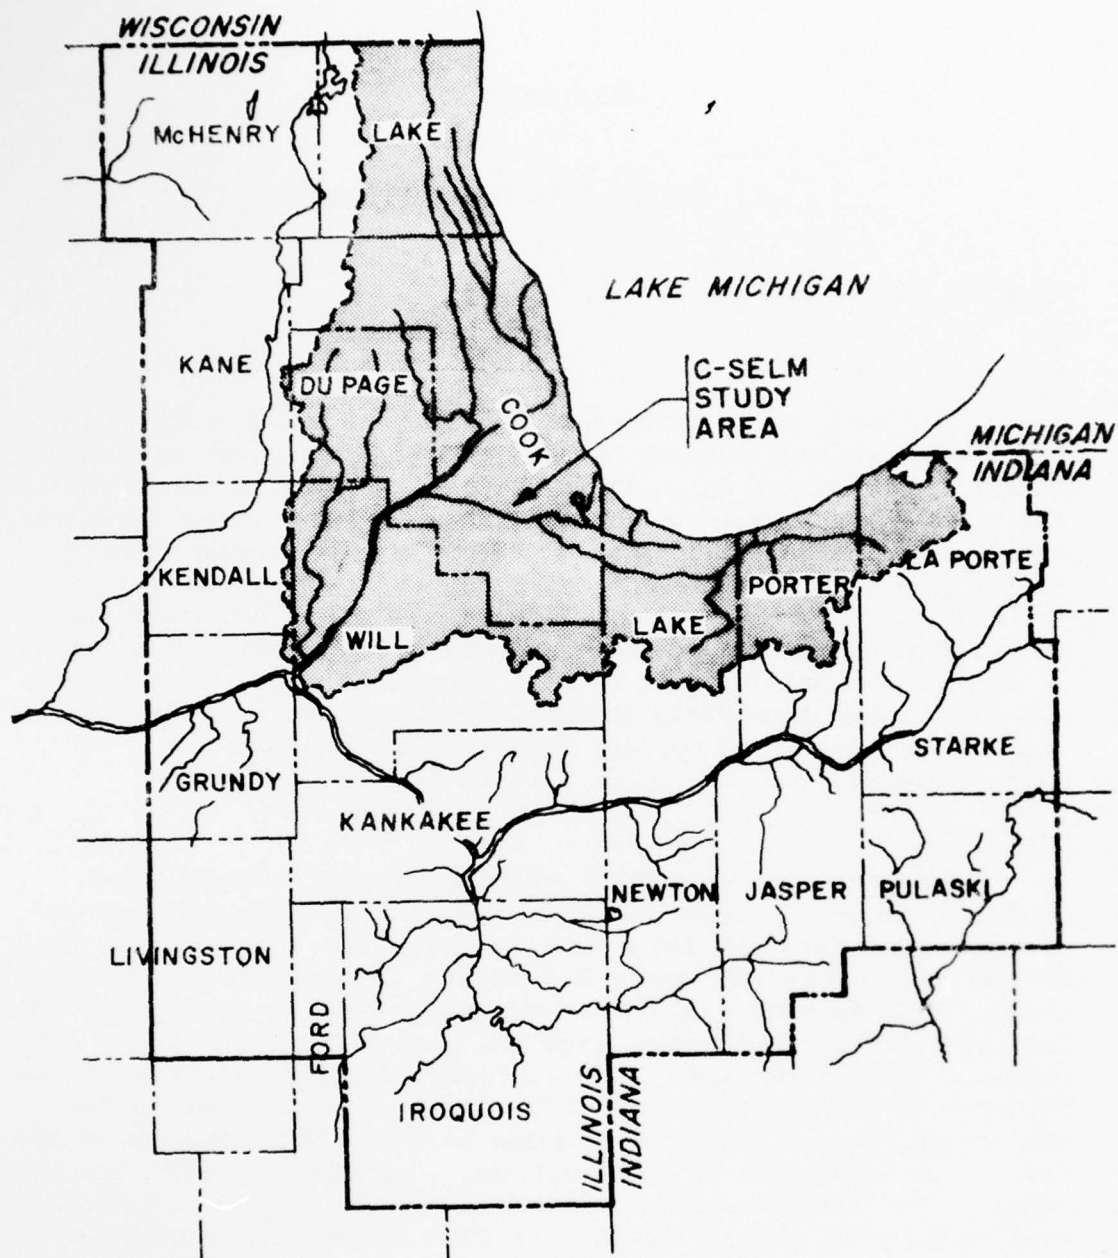 WISCONSIN
ILLINOIS
McHENRY
LAKE
LAKE MICHIGAN
KANE
DU PAGE
C-SELM
STUDY
AREA
COOK
MICHIGAN
INDIANA
KENDALL
LA PORTE
PORTER
WILL
LAKE
GRUNDY
STARKE
KANKAKEE
NEWTON
JASPER
PULASKI
LIVINGSTON
FORD
IROQUOIS
ILLINOIS
INDIANA